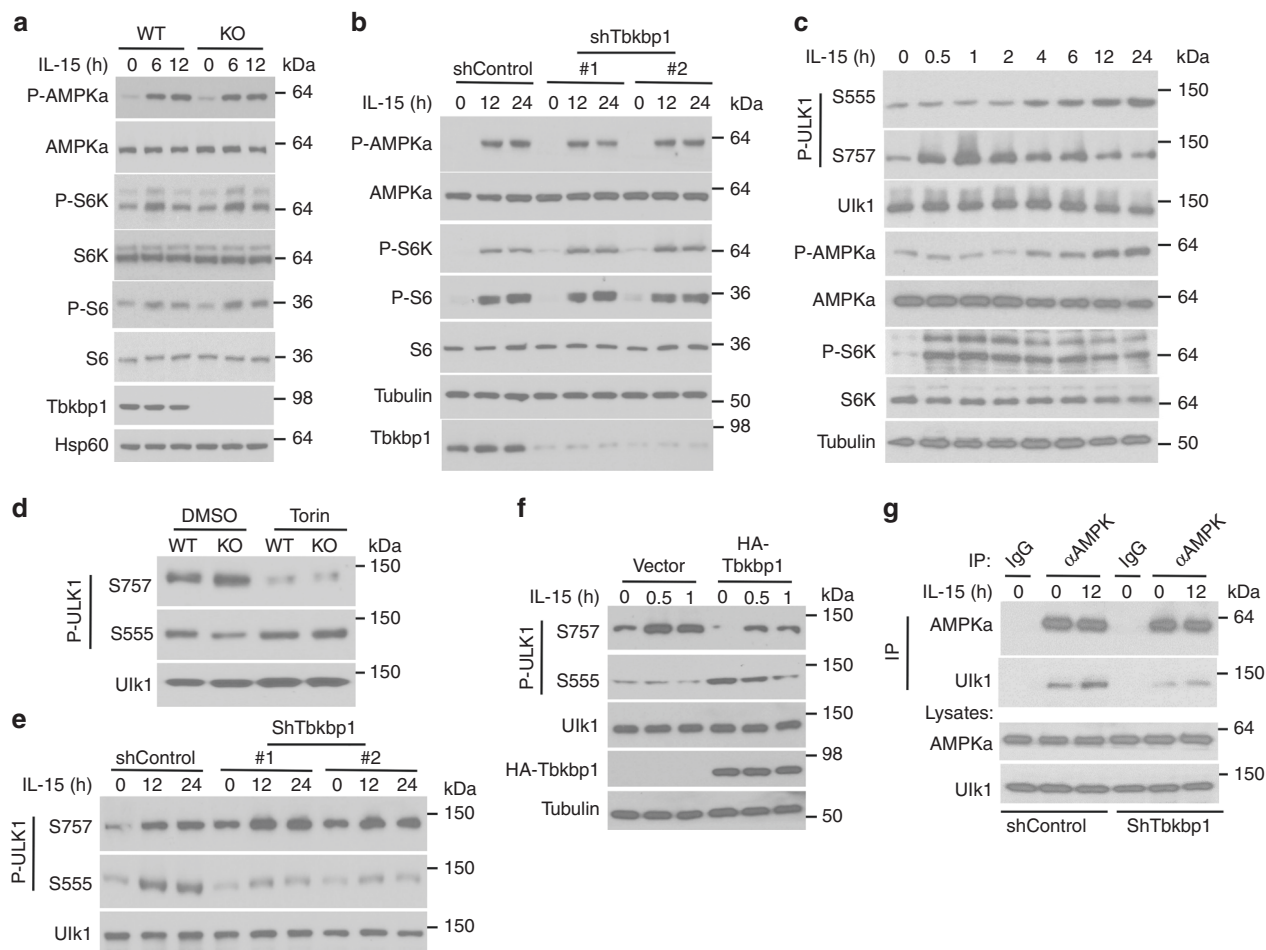 a
WT KO
IL-15 (h) 0 6 12 0 6 12 kDa
P-AMPKa 64
AMPKa 64
P-S6K 64
S6K 64
P-S6 36
S6 36
Tbkbp1 98
Hsp60 64
b
shTbkbp1
shControl #1 #2
IL-15 (h) 0 12 24 0 12 24 0 12 24 kDa
P-AMPKa 64
AMPKa 64
P-S6K 64
P-S6 36
S6 36
Tubulin 50
Tbkbp1 98
c
IL-15 (h) 0 0.5 1 2 4 6 12 24 kDa
P-ULK1
S555 150
S757 150
Ulk1 150
P-AMPKa 64
AMPKa 64
P-S6K 64
S6K 64
Tubulin 50
d
DMSO Torin
WT KO WT KO kDa
P-ULK1
S757 150
S555 150
Ulk1 150
e
ShTbkbp1
shControl #1 #2
IL-15 (h) 0 12 24 0 12 24 0 12 24 kDa
P-ULK1
S757 150
S555 150
Ulk1 150
f
HA-
Vector Tbkbp1
IL-15 (h) 0 0.5 1 0 0.5 1 kDa
P-ULK1
S757 150
S555 150
Ulk1 150
HA-Tbkbp1 98
Tubulin 50
g
IP: IgG αAMPK IgG αAMPK
IL-15 (h) 0 0 12 0 0 12 kDa
IP
AMPKa 64
Ulk1 150
Lysates:
AMPKa 64
Ulk1 150
shControl ShTbkbp1